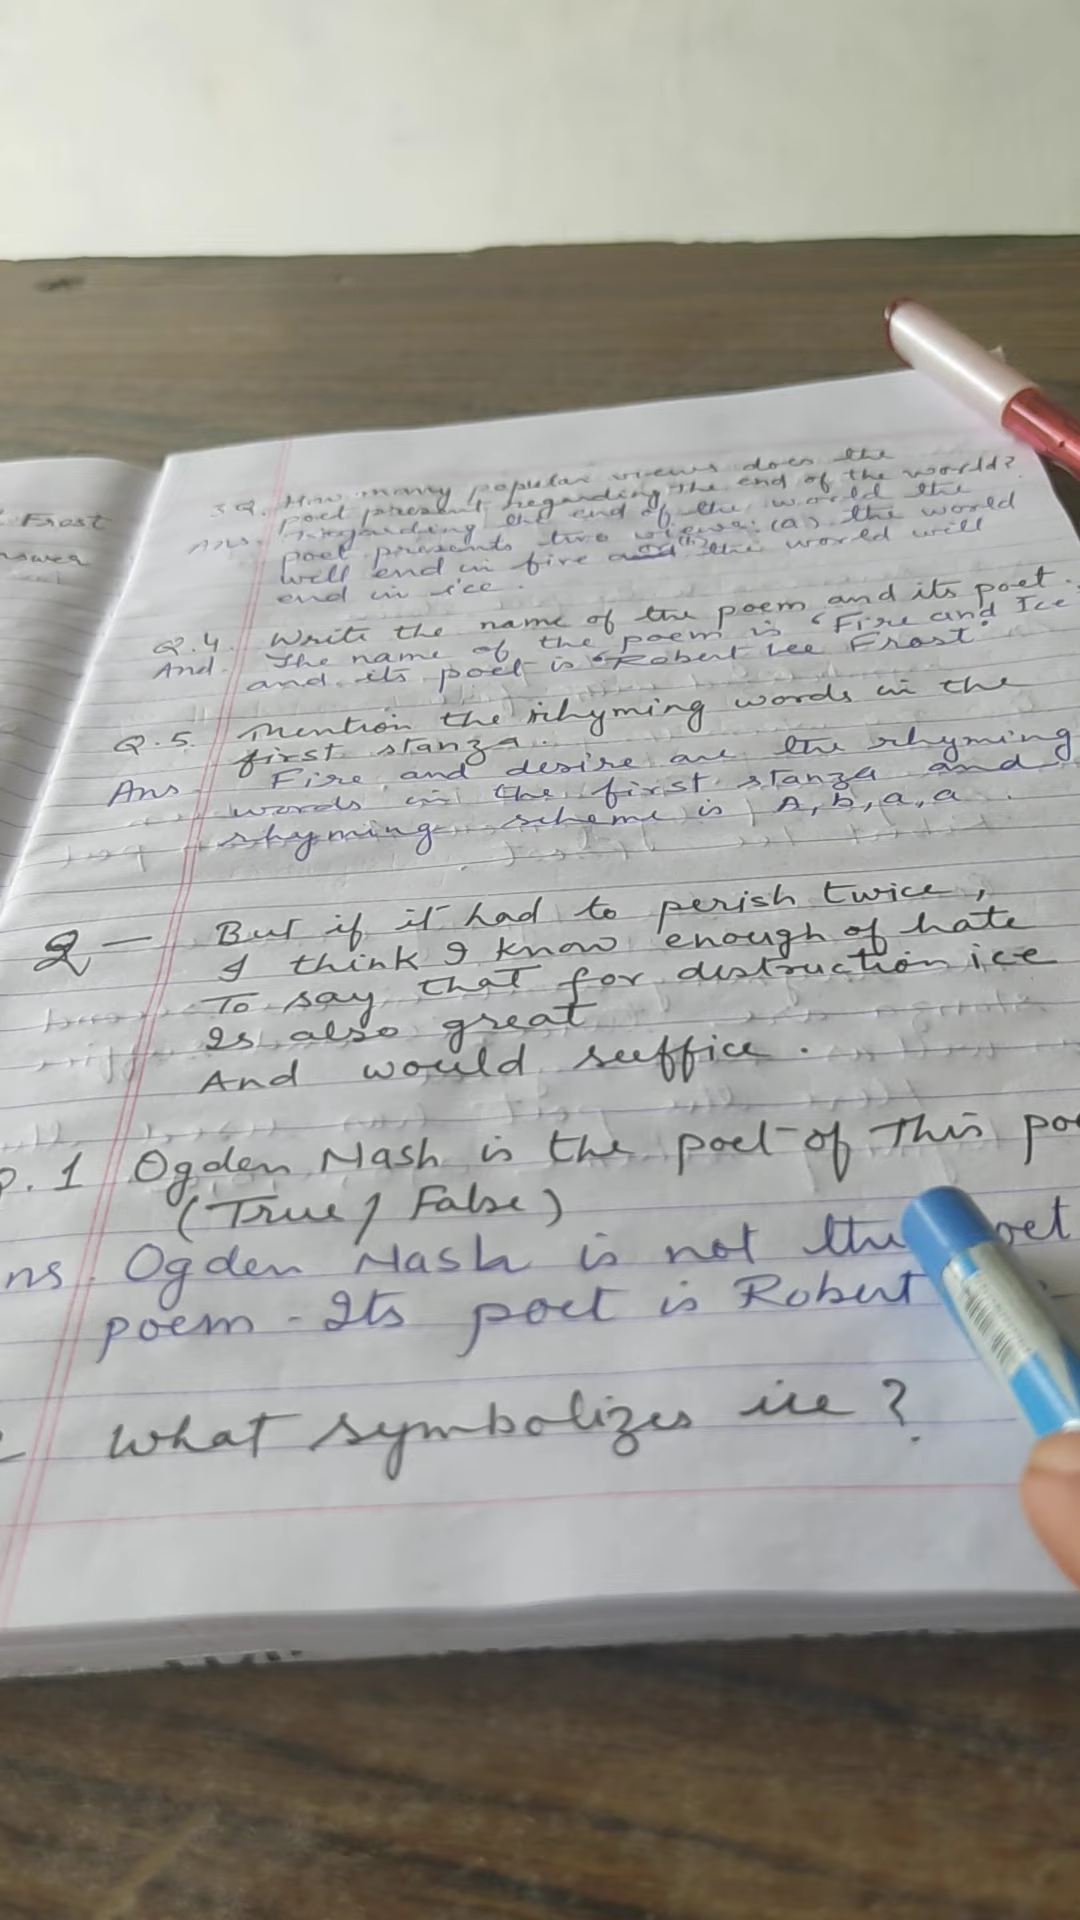 Frost
3Q. How many popular views does the
poet present regarding the end of the world?
Ans. Regarding the end of the world the
poet presents two views: (a) the world
will end in fire the world will
end in ice.
Q.4. Write the name of the poem and its poet.
And. The name of the poem is "Fire and Ice
and its poet is "Robert Lee Frost"
Q.5. Mention the rhyming words in the
first stanza.
Ans. Fire and desire are the rhyming
words in the first stanza and
rhyming scheme is A, b, a, a
2— But if it had to perish twice,
I think I know enough of hate
To say that for destruction ice
Is also great
And would suffice.
1 Ogden Nash is the poet of This
(True / False)
ns. Ogden Nash is not the oet
poem - Its poet is Robert
What symbolizes ice?